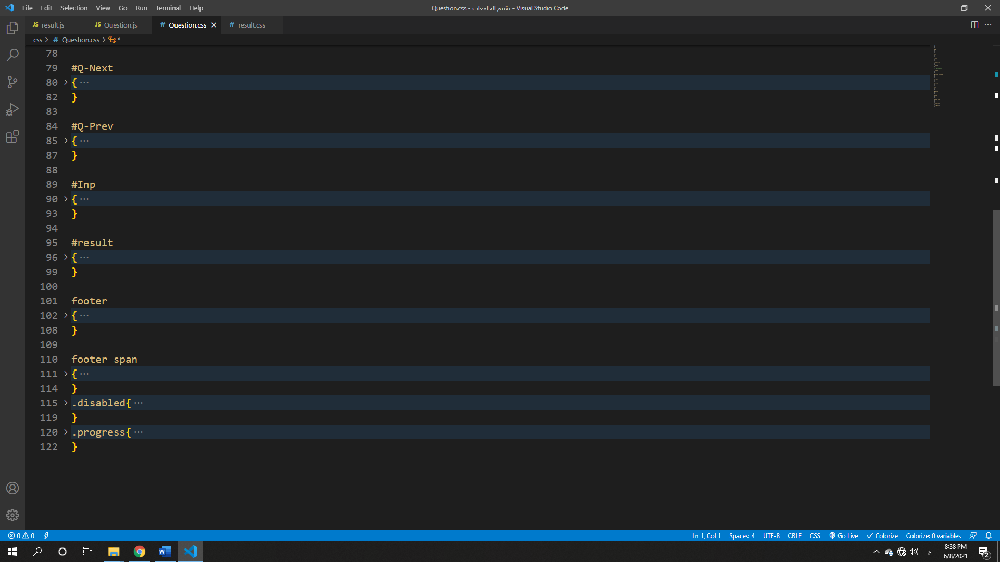 File Edit Selection View Go Run Terminal Help
Question.css - تقييم الجامعات - Visual Studio Code
JS result.js
JS Question.js
# Question.css
# result.css
css > # Question.css > *
78
79 #Q-Next
80 { ···
82 }
83
84 #Q-Prev
85 { ···
87 }
88
89 #Inp
90 { ···
93 }
94
95 #result
96 { ···
99 }
100
101 footer
102 { ···
108 }
109
110 footer span
111 { ···
114 }
115 .disabled{ ···
119 }
120 .progress{ ···
122 }
0 0
Ln 1, Col 1 Spaces: 4 UTF-8 CRLF CSS Go Live Colorize Colorize: 0 variables
W
ع
8:38 PM
6/8/2021
2